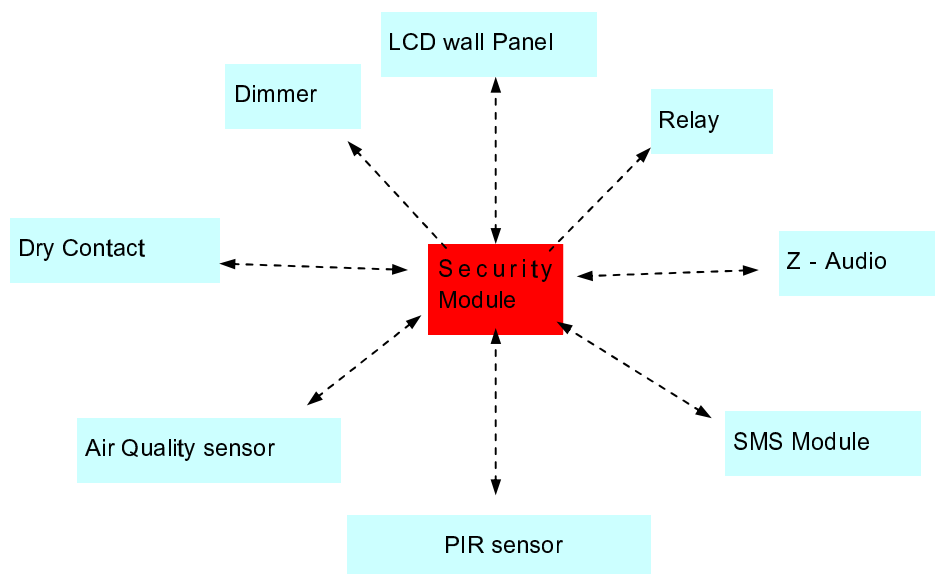 LCD wall Panel
Dimmer
Relay
Dry Contact
Z - Audio
Security
Module
Air Quality sensor
SMS Module
PIR sensor